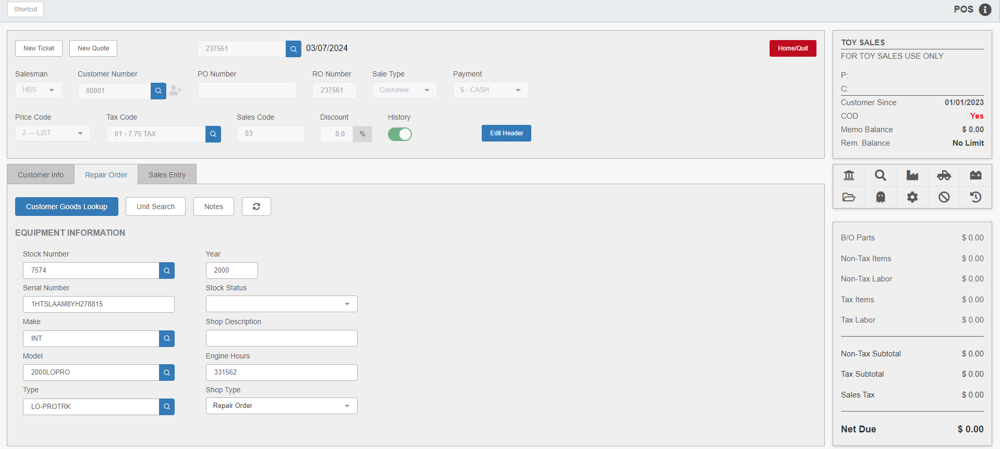 Shortcut
POS
New Ticket
New Quote
237561
03/07/2024
Home/Quit
Salesman
Customer Number
PO Number
RO Number
Sale Type
Payment
HBS
00001
237561
Customer
$ - CASH
Price Code
Tax Code
Sales Code
Discount
History
2 — LIST
01 - 7.75 TAX
03
0.0
%
Edit Header
TOY SALES
FOR TOY SALES USE ONLY
P:
C:
Customer Since 01/01/2023
COD Yes
Memo Balance $ 0.00
Rem. Balance No Limit
Customer Info
Repair Order
Sales Entry
Customer Goods Lookup
Unit Search
Notes
EQUIPMENT INFORMATION
Stock Number
7574
Serial Number
1HTSLAAM8YH278815
Make
INT
Model
2000LOPRO
Type
LO-PROTRK
Year
2000
Stock Status
Shop Description
Engine Hours
331562
Shop Type
Repair Order
B/O Parts $ 0.00
Non-Tax Items $ 0.00
Non-Tax Labor $ 0.00
Tax Items $ 0.00
Tax Labor $ 0.00
Non-Tax Subtotal $ 0.00
Tax Subtotal $ 0.00
Sales Tax $ 0.00
Net Due $ 0.00